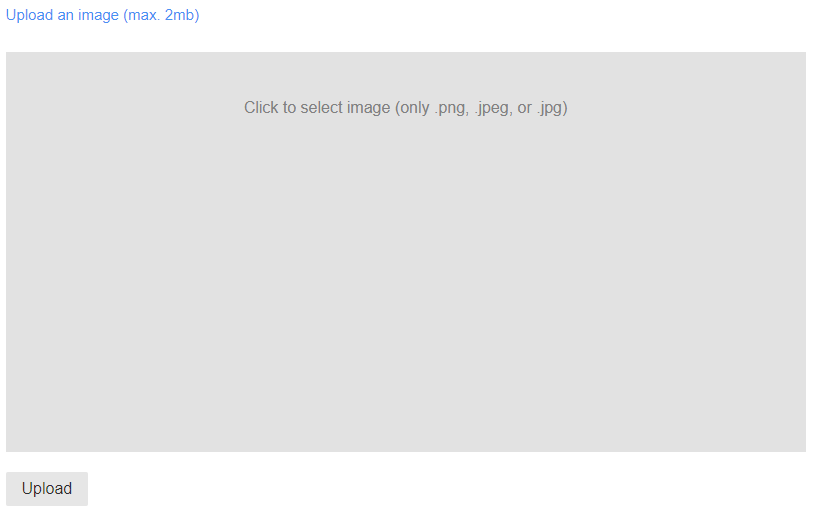 Upload an image (max. 2mb)
Click to select image (only .png, .jpeg, or .jpg)
Upload